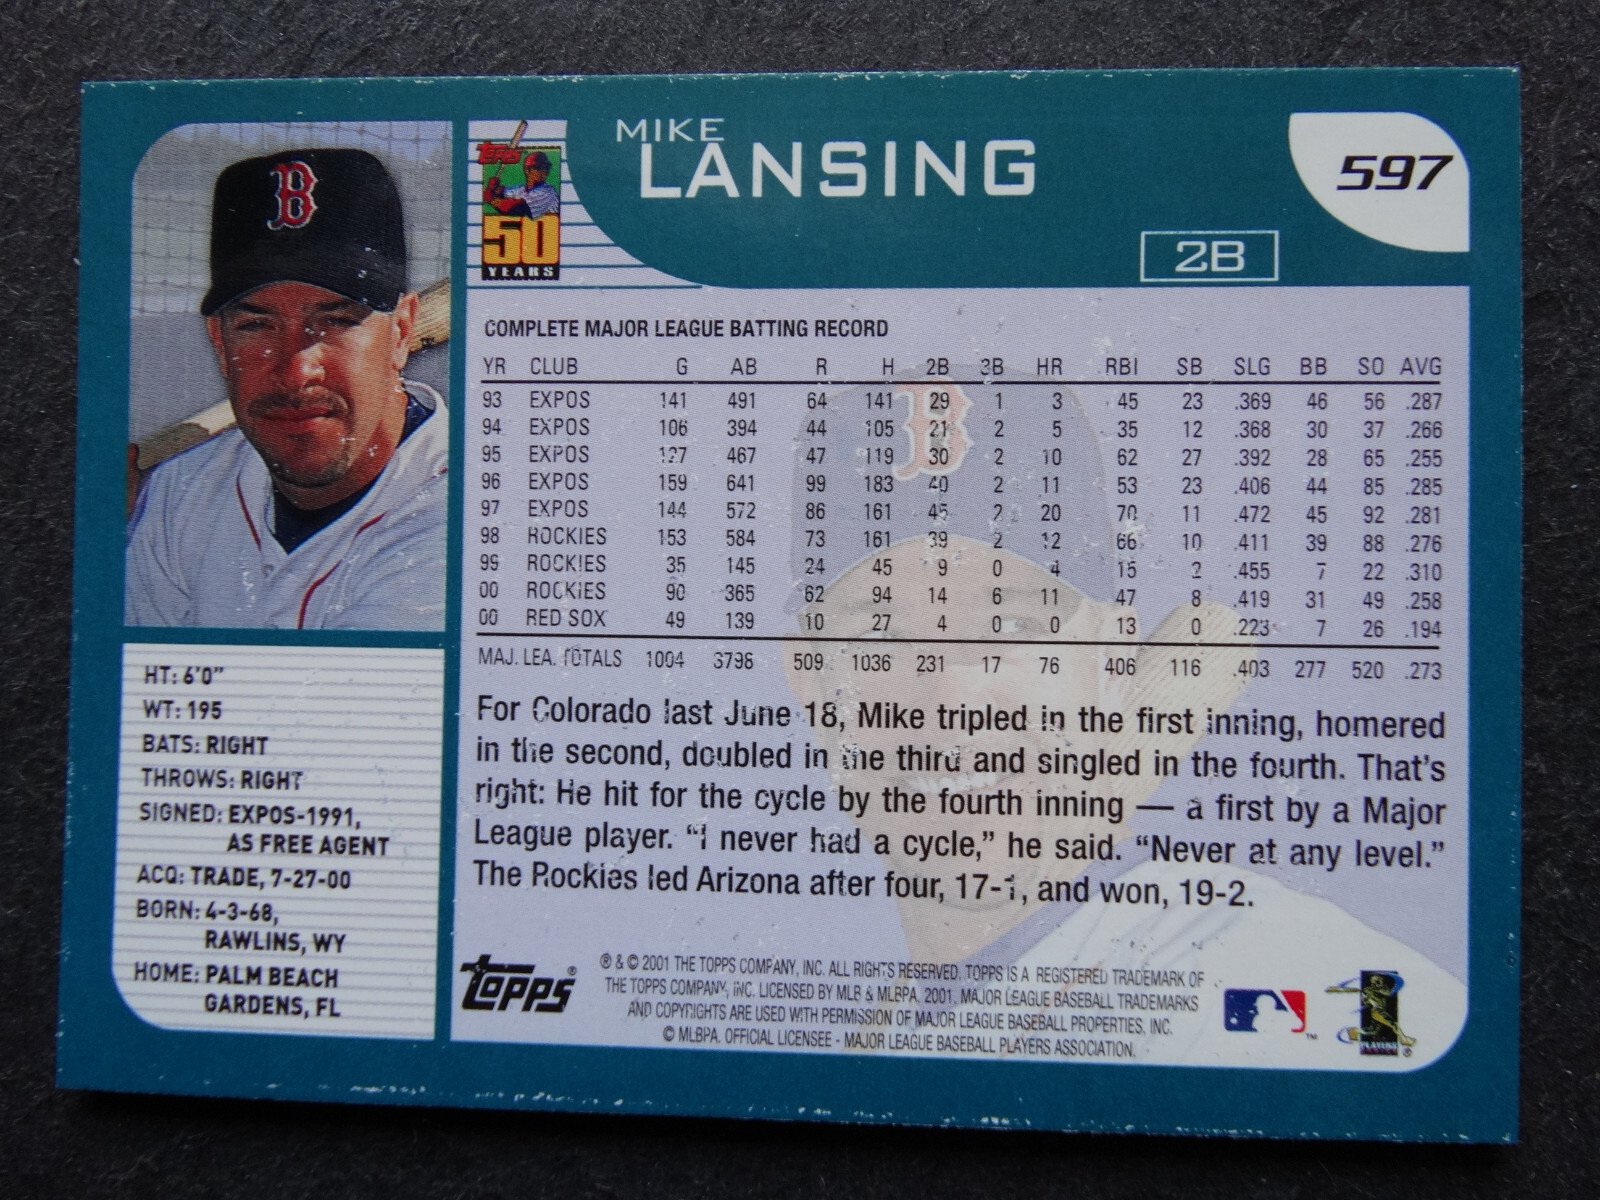 MIKE
LANSING
597
2B
B
Topps
50
YEARS
COMPLETE MAJOR LEAGUE BATTING RECORD
YR CLUB G AB R H 2B 3B HR RBI SB SLG BB SO AVG
93 EXPOS 141 491 64 141 29 1 3 45 23 .369 46 56 .287
94 EXPOS 106 394 44 105 21 2 5 35 12 .368 30 37 .266
95 EXPOS 127 467 47 119 30 2 10 62 27 .392 28 65 .255
96 EXPOS 159 641 99 183 40 2 11 53 23 .406 44 85 .285
97 EXPOS 144 572 86 161 45 2 20 70 11 .472 45 92 .281
98 ROCKIES 153 584 73 161 39 2 12 66 10 .411 39 88 .276
99 ROCKIES 35 145 24 45 9 0 4 15 2 .455 7 22 .310
00 ROCKIES 90 365 62 94 14 6 11 47 8 .419 31 49 .258
00 RED SOX 49 139 10 27 4 0 0 13 0 .223 7 26 .194
MAJ. LEA. TOTALS 1004 3798 509 1036 231 17 76 406 116 .403 277 520 .273
For Colorado last June 18, Mike tripled in the first inning, homered
in the second, doubled in the third and singled in the fourth. That's
right: He hit for the cycle by the fourth inning — a first by a Major
League player. "I never had a cycle," he said. "Never at any level."
The Rockies led Arizona after four, 17-1, and won, 19-2.
HT: 6'0"
WT: 195
BATS: RIGHT
THROWS: RIGHT
SIGNED: EXPOS-1991,
AS FREE AGENT
ACQ: TRADE, 7-27-00
BORN: 4-3-68,
RAWLINS, WY
HOME: PALM BEACH
GARDENS, FL
Topps®
® & © 2001 THE TOPPS COMPANY, INC. ALL RIGHTS RESERVED. TOPPS IS A REGISTERED TRADEMARK OF
THE TOPPS COMPANY, INC. LICENSED BY MLB & MLBPA. 2001. MAJOR LEAGUE BASEBALL TRADEMARKS
AND COPYRIGHTS ARE USED WITH PERMISSION OF MAJOR LEAGUE BASEBALL PROPERTIES, INC.
© MLBPA. OFFICIAL LICENSEE - MAJOR LEAGUE BASEBALL PLAYERS ASSOCIATION.
™
PLAYERS
®